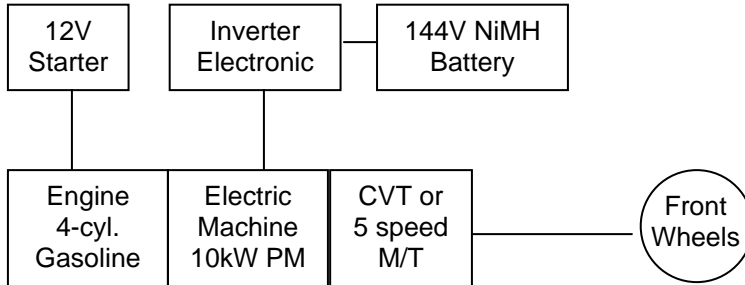 12V
Starter
Inverter
Electronic
144V NiMH
Battery
Engine
4-cyl.
Gasoline
Electric
Machine
10kW PM
CVT or
5 speed
M/T
Front
Wheels